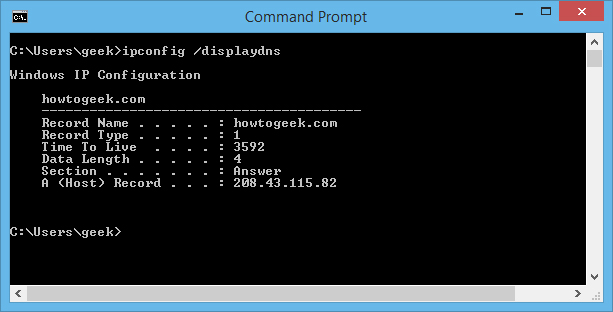 Command Prompt
C:\Users\geek>ipconfig /displaydns
Windows IP Configuration
howtogeek.com
----------------------------------------
Record Name . . . . . : howtogeek.com
Record Type . . . . . : 1
Time To Live  . . . . : 3592
Data Length . . . . . : 4
Section . . . . . . . : Answer
A (Host) Record . . . : 208.43.115.82
C:\Users\geek>